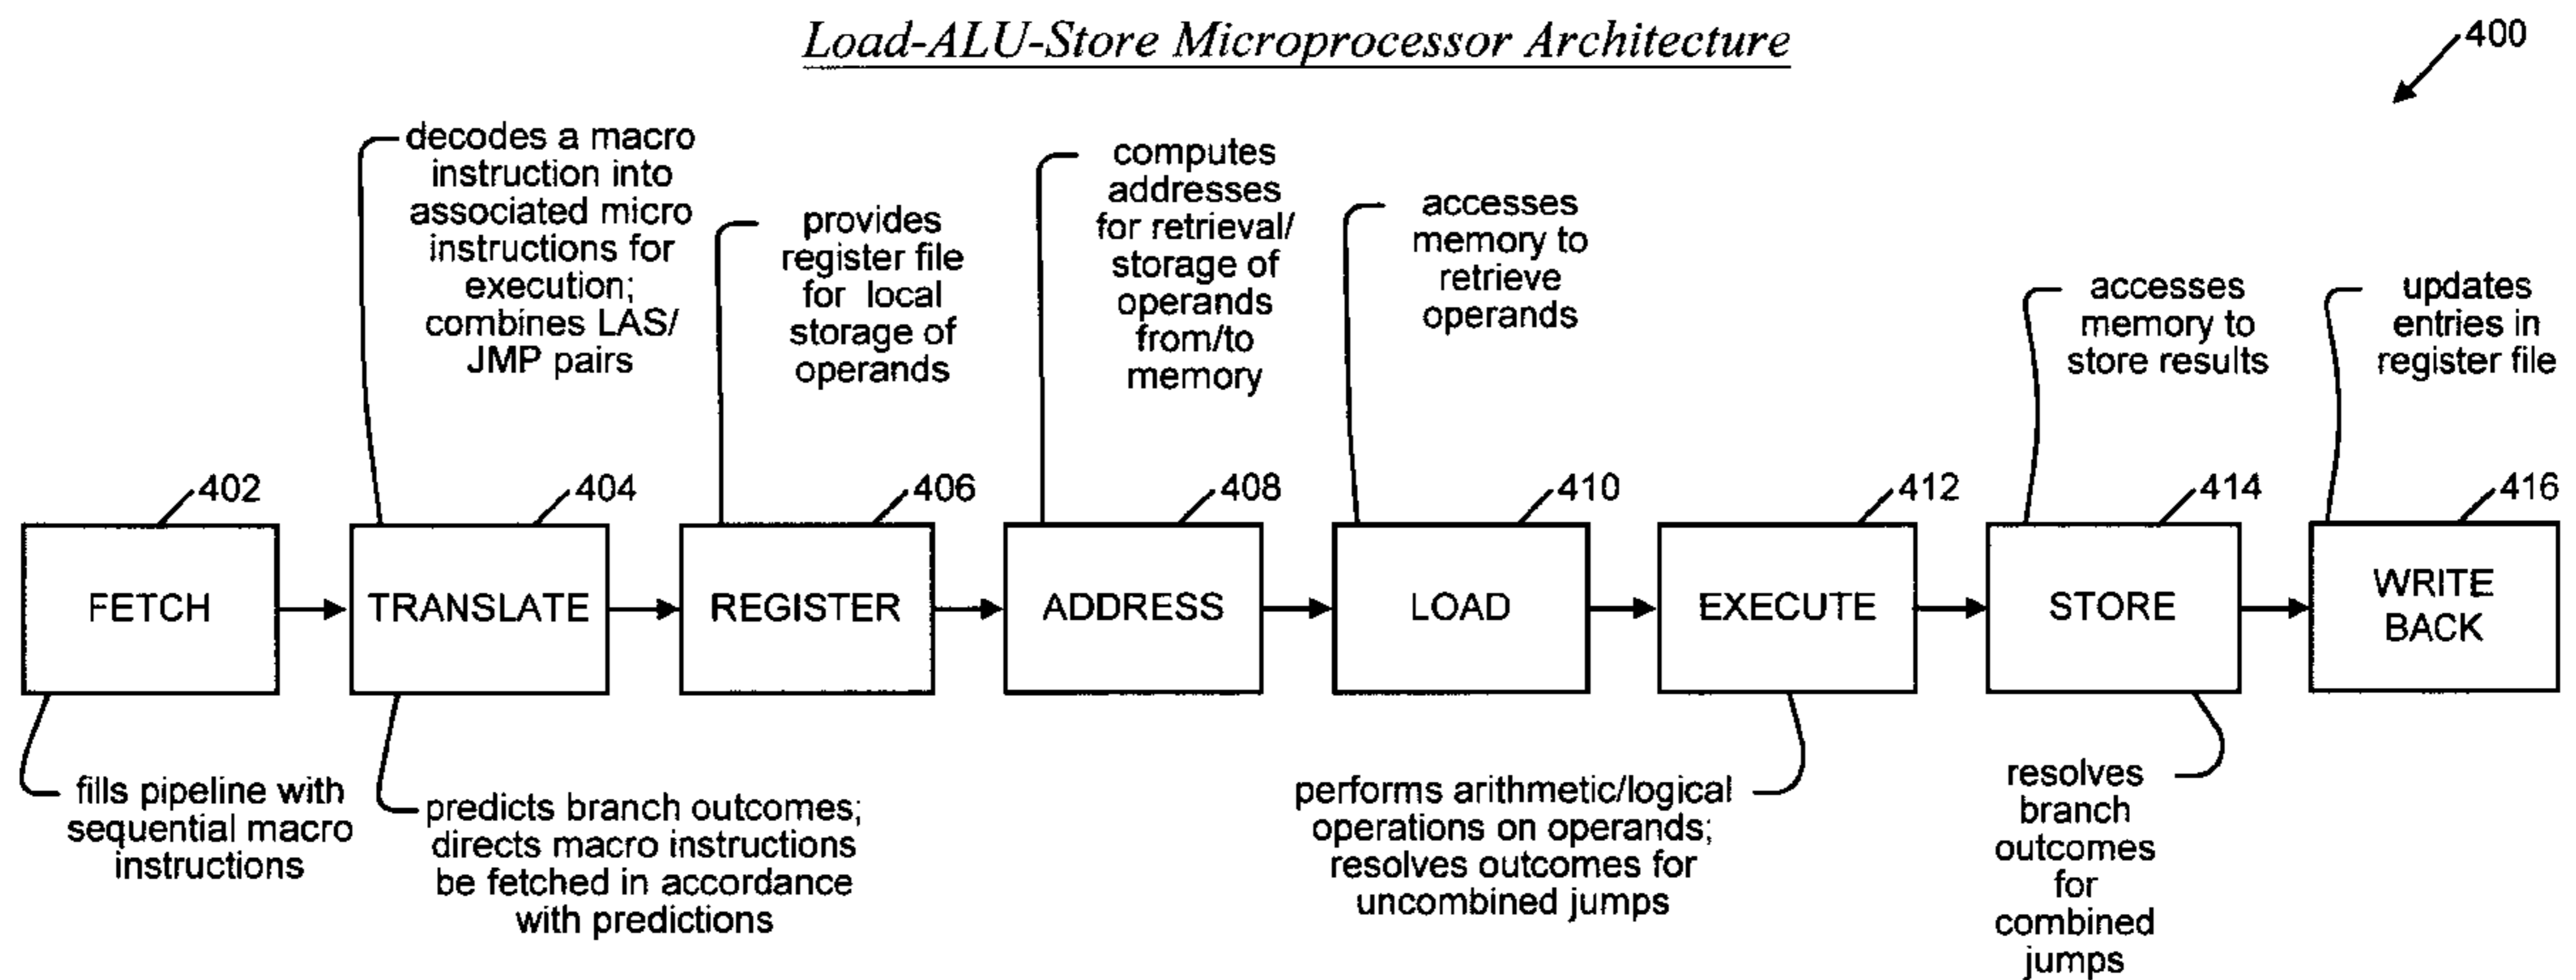 Load-ALU-Store Microprocessor Architecture
400
decodes a macro
instruction into
associated micro
instructions for
execution;
combines LAS/
JMP pairs
provides
register file
for local
storage of
operands
computes
addresses
for retrieval/
storage of
operands
from/to
memory
accesses
memory to
retrieve
operands
accesses
memory to
store results
updates
entries in
register file
402
404
406
408
410
412
414
416
FETCH
TRANSLATE
REGISTER
ADDRESS
LOAD
EXECUTE
STORE
WRITE
BACK
fills pipeline with
sequential macro
instructions
predicts branch outcomes;
directs macro instructions
be fetched in accordance
with predictions
performs arithmetic/logical
operations on operands;
resolves outcomes for
uncombined jumps
resolves
branch
outcomes
for
combined
jumps